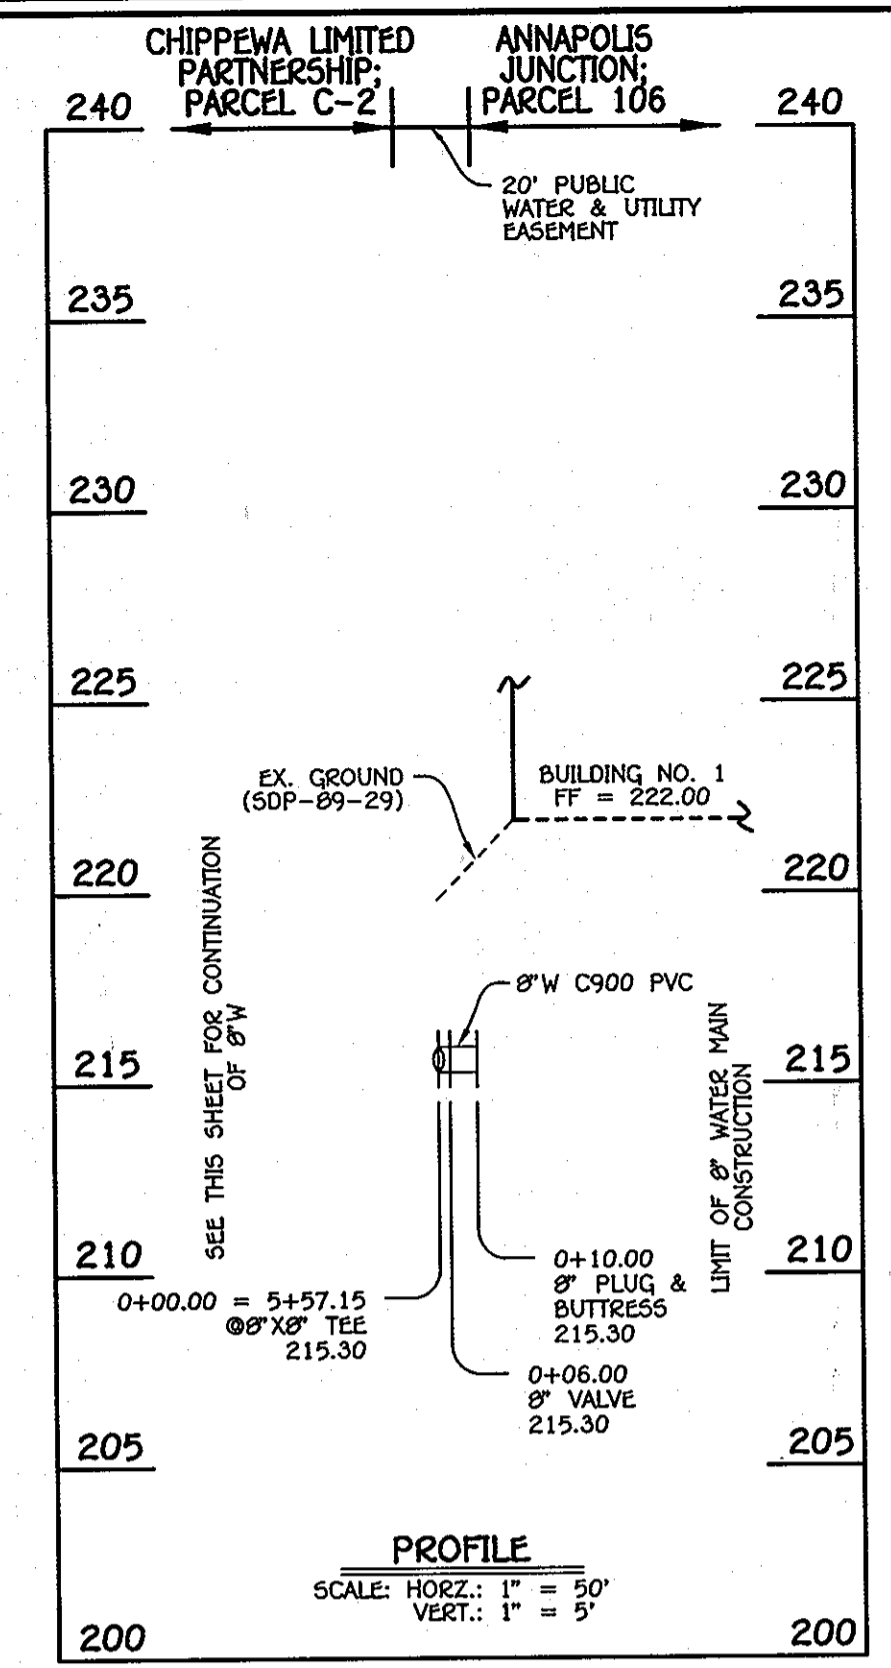 CHIPPEWA LIMITED
PARTNERSHIP;
PARCEL C-2
ANNAPOLIS
JUNCTION;
PARCEL 106
240
240
20' PUBLIC
WATER & UTILITY
EASEMENT
235
235
230
230
225
225
EX. GROUND
(SDP-89-29)
BUILDING NO. 1
FF = 222.00
220
220
SEE THIS SHEET FOR CONTINUATION
OF 8"W
8"W C900 PVC
LIMIT OF 8" WATER MAIN
CONSTRUCTION
215
215
210
210
0+00.00 = 5+57.15
@8"X8" TEE
215.30
0+10.00
8" PLUG &
BUTTRESS
215.30
0+06.00
8" VALVE
215.30
205
205
PROFILE
SCALE: HORZ.: 1" = 50'
VERT.: 1" = 5'
200
200